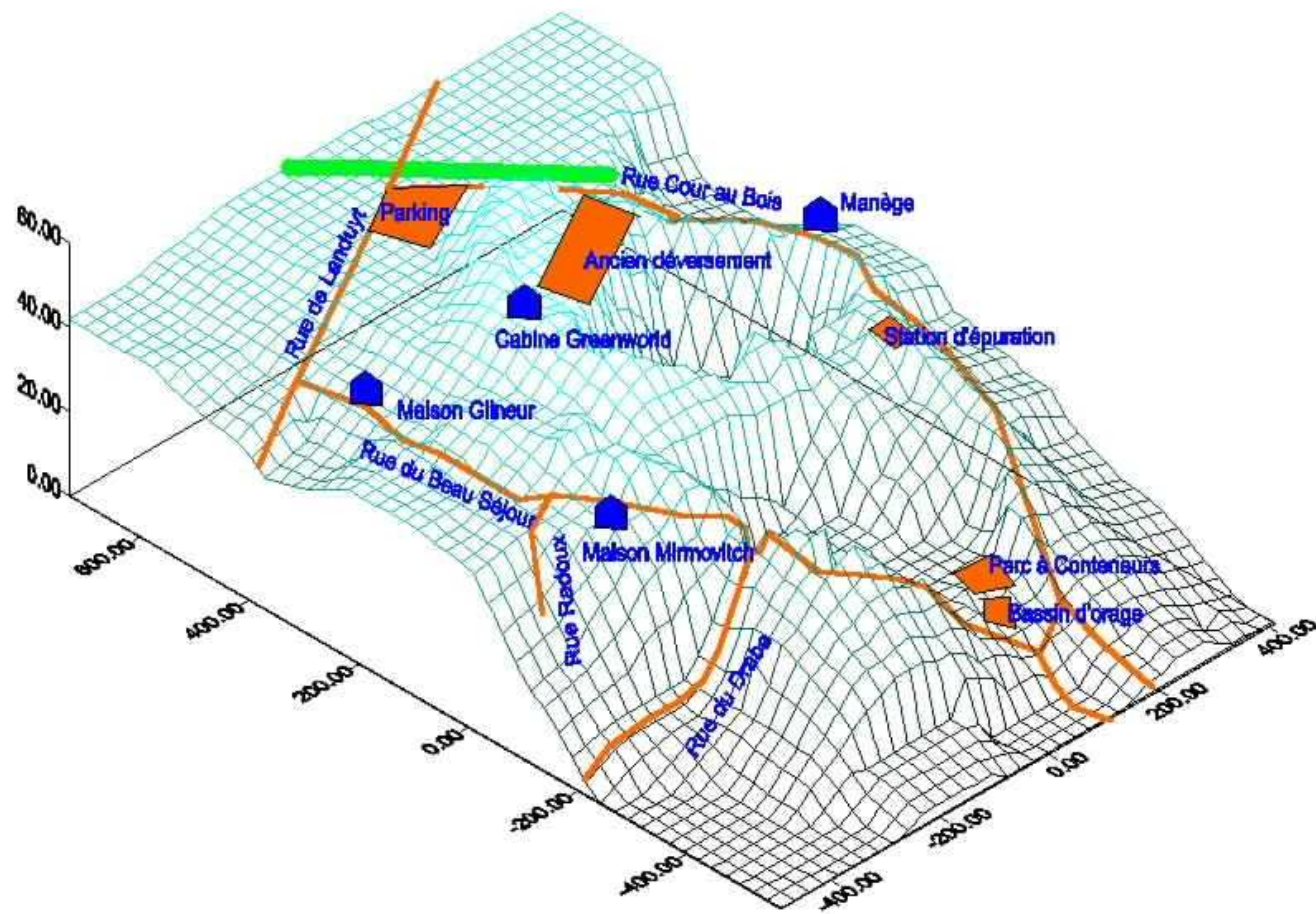 Rue Cour au Bois
Manège
Parking
Rue de Landuyt
Ancien déversement
60.00
40.00
20.00
0.00
Station d'épuration
Cabine Greenworld
Maison Glineur
Rue du Beau Séjour
Maison Mirmovitch
Rue Radoux
Parc à Conteneurs
Bassin d'orage
Rue du Drabe
600.00
400.00
200.00
0.00
-200.00
-400.00
400.00
200.00
0.00
-200.00
-400.00